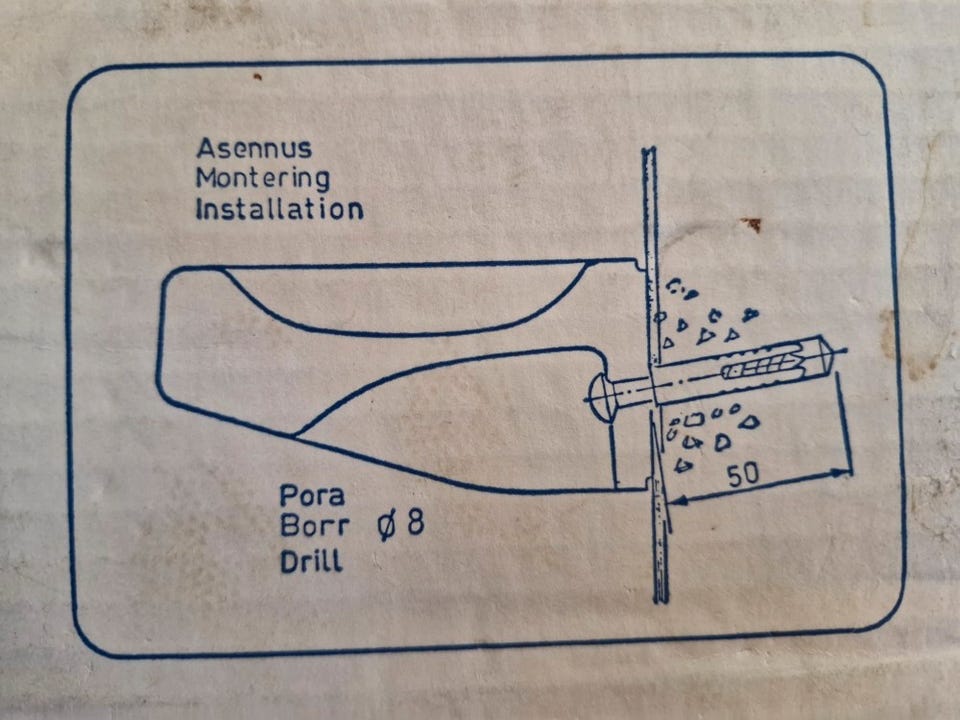 Asennus
Montering
Installation
50
Pora
Borr Ø 8
Drill